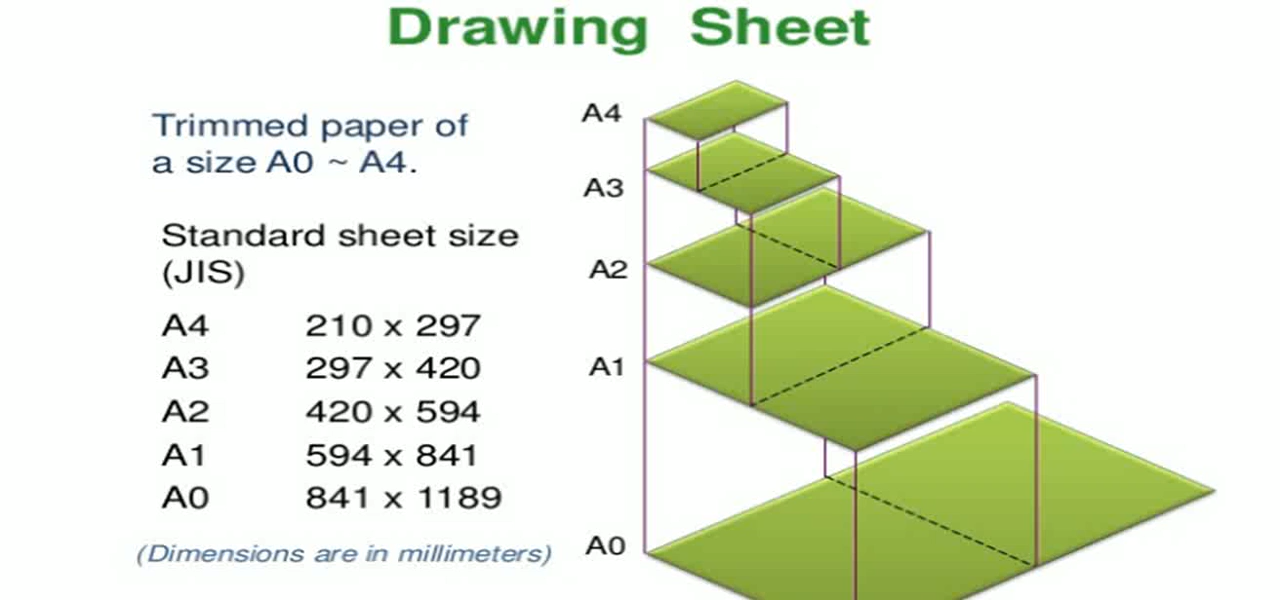 Drawing Sheet
Trimmed paper of
a size A0 ~ A4.
Standard sheet size
(JIS)
A4 210 x 297
A3 297 x 420
A2 420 x 594
A1 594 x 841
A0 841 x 1189
(Dimensions are in millimeters)
A4
A3
A2
A1
A0